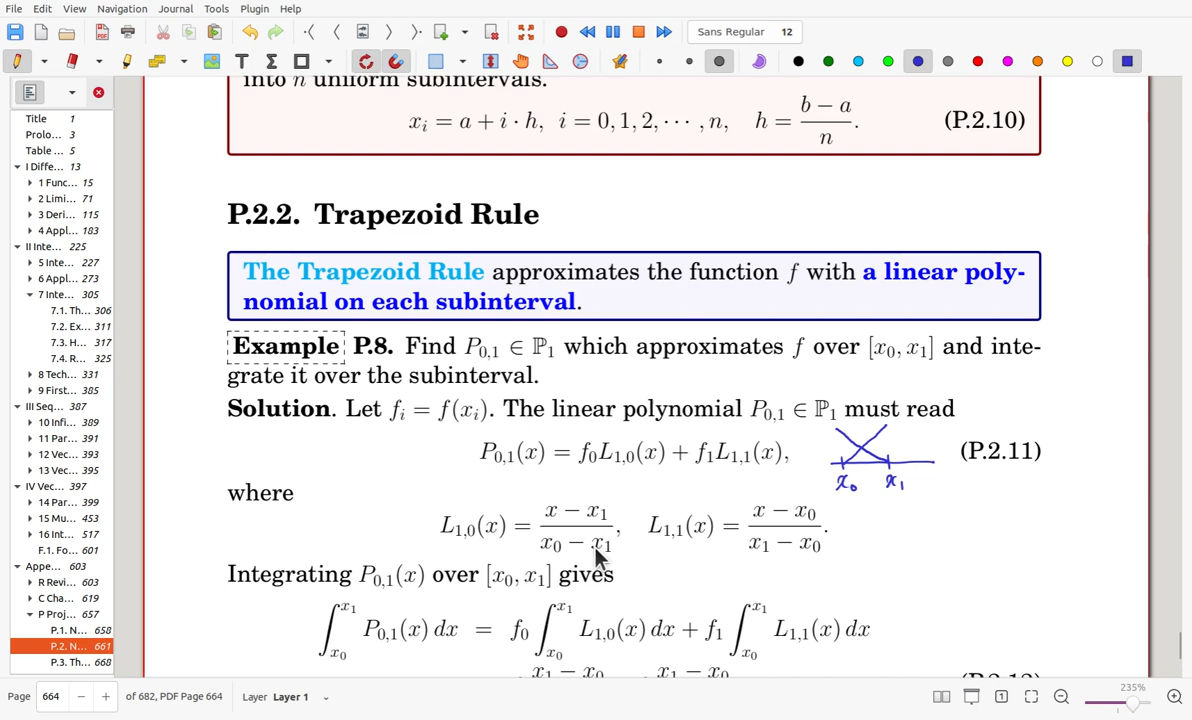 File Edit View Navigation Journal Tools Plugin Help
Sans Regular 12
Title 1
Prolo... 3
Table ... 5
I Diffe... 13
1 Func... 15
2 Limi... 71
3 Deri... 115
4 Appl... 183
II Inte... 225
5 Inte... 227
6 Appl... 273
7 Inte... 305
7.1. Th... 306
7.2. Ex... 311
7.3. H... 317
7.4. R... 325
8 Tech... 331
9 First... 385
III Seq... 387
10 Infi... 389
11 Par... 391
12 Vec... 393
13 Vec... 395
IV Vec... 397
14 Par... 399
15 Mu... 453
16 Int... 517
F.1. Fo... 601
Appe... 603
R Revi... 603
C Cha... 619
P Proj... 657
P.1. N... 658
P.2. N... 661
P.3. Th... 668
into n uniform subintervals.
x_i = a + i · h, i = 0, 1, 2, ··· , n, h = (b − a)/n. (P.2.10)
P.2.2. Trapezoid Rule
The Trapezoid Rule approximates the function f with a linear poly-
nomial on each subinterval.
Example P.8. Find P_{0,1} ∈ ℙ_1 which approximates f over [x_0, x_1] and inte-
grate it over the subinterval.
Solution. Let f_i = f(x_i). The linear polynomial P_{0,1} ∈ ℙ_1 must read
P_{0,1}(x) = f_0 L_{1,0}(x) + f_1 L_{1,1}(x), (P.2.11)
x_0 x_1
where
L_{1,0}(x) = (x − x_1)/(x_0 − x_1), L_{1,1}(x) = (x − x_0)/(x_1 − x_0).
Integrating P_{0,1}(x) over [x_0, x_1] gives
∫_{x_0}^{x_1} P_{0,1}(x) dx = f_0 ∫_{x_0}^{x_1} L_{1,0}(x) dx + f_1 ∫_{x_0}^{x_1} L_{1,1}(x) dx
x_1 − x_0 x_1 − x_0
Page 664 − + of 682, PDF Page 664 Layer Layer 1 235%